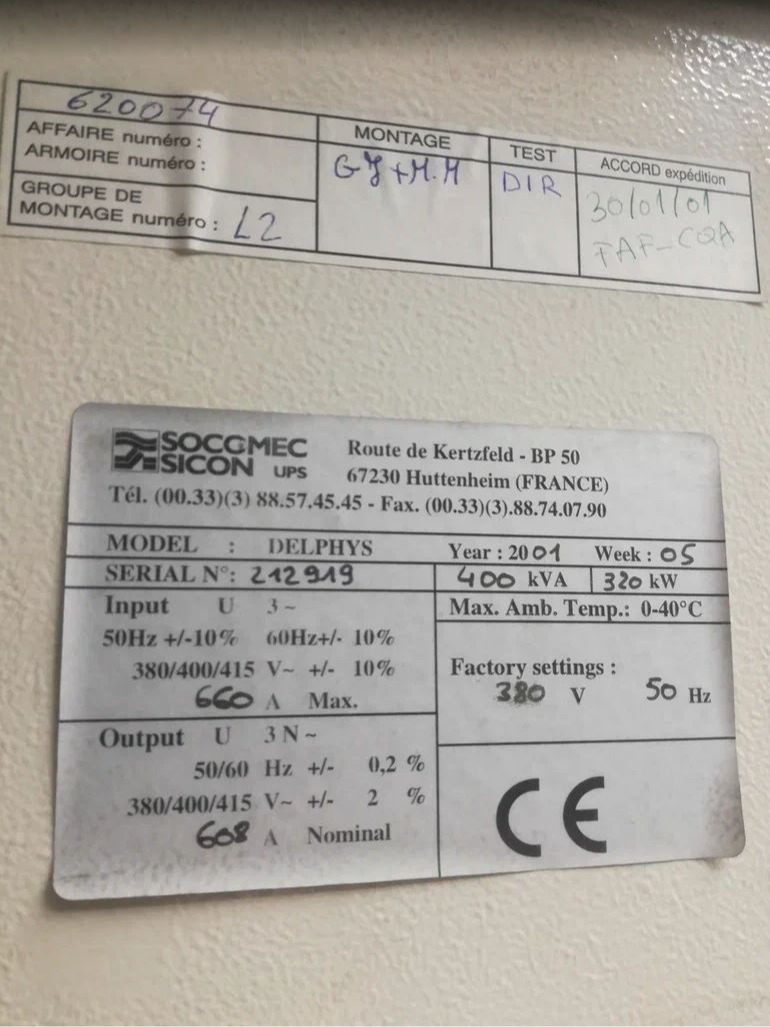 620074
AFFAIRE numéro :
ARMOIRE numéro :
GROUPE DE
MONTAGE numéro : L2
MONTAGE
GJ+M.M
TEST
DIR
ACCORD expédition
30/01/01
FAF-CQA
SOCOMEC
SICON UPS
Route de Kertzfeld - BP 50
67230 Huttenheim (FRANCE)
Tél. (00.33)(3) 88.57.45.45 - Fax. (00.33)(3).88.74.07.90
MODEL : DELPHYS
SERIAL N°: 212919
Year : 2001 Week : 05
400 kVA 320 kW
Max. Amb. Temp.: 0-40°C
Input U 3~
50Hz +/-10% 60Hz+/- 10%
380/400/415 V~ +/- 10%
660 A Max.
Factory settings :
380 V 50 Hz
Output U 3 N ~
50/60 Hz +/- 0,2 %
380/400/415 V~ +/- 2 %
608 A Nominal
CE